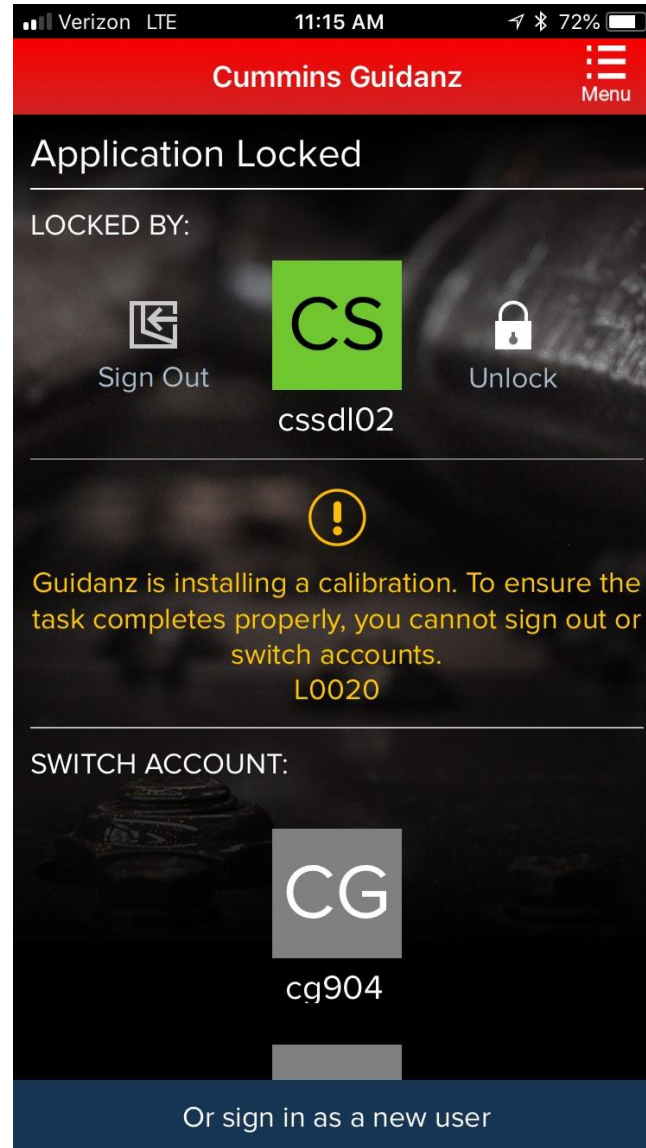 Verizon LTE 11:15 AM 72%
Cummins Guidanz
Menu
Application Locked
LOCKED BY:
CS
Sign Out
Unlock
cssdl02
Guidanz is installing a calibration. To ensure the
task completes properly, you cannot sign out or
switch accounts.
L0020
SWITCH ACCOUNT:
CG
cg904
Or sign in as a new user